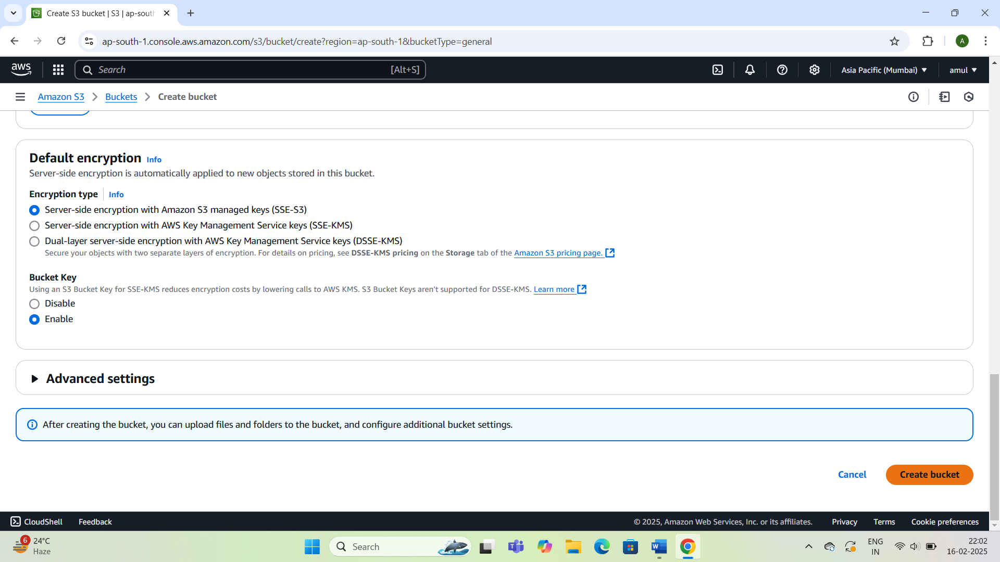 Create S3 bucket | S3 | ap-sout
ap-south-1.console.aws.amazon.com/s3/bucket/create?region=ap-south-1&bucketType=general
A
aws
Search
[Alt+S]
Asia Pacific (Mumbai)
amul
Amazon S3
Buckets
Create bucket
Default encryption Info
Server-side encryption is automatically applied to new objects stored in this bucket.
Encryption type Info
Server-side encryption with Amazon S3 managed keys (SSE-S3)
Server-side encryption with AWS Key Management Service keys (SSE-KMS)
Dual-layer server-side encryption with AWS Key Management Service keys (DSSE-KMS)
Secure your objects with two separate layers of encryption. For details on pricing, see DSSE-KMS pricing on the Storage tab of the Amazon S3 pricing page.
Bucket Key
Using an S3 Bucket Key for SSE-KMS reduces encryption costs by lowering calls to AWS KMS. S3 Bucket Keys aren't supported for DSSE-KMS. Learn more
Disable
Enable
Advanced settings
After creating the bucket, you can upload files and folders to the bucket, and configure additional bucket settings.
Cancel
Create bucket
CloudShell
Feedback
© 2025, Amazon Web Services, Inc. or its affiliates.
Privacy
Terms
Cookie preferences
6
24°C
Haze
Search
ENG
IN
22:02
16-02-2025